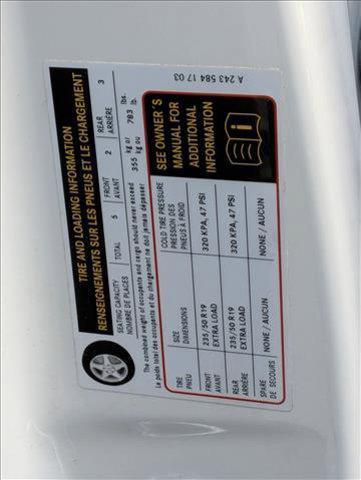 TIRE AND LOADING INFORMATION
RENSEIGNEMENTS SUR LES PNEUS ET LE CHARGEMENT
SEATING CAPACITY TOTAL 5 FRONT 2 REAR 3
NOMBRE DE PLACES AVANT ARRIÈRE
The combined weight of occupants and cargo should never exceed 355 kg or 783 lbs.
Le poids total des occupants et du chargement ne doit jamais dépasser 355 kg ou 783 lb.
TIRE SIZE COLD TIRE PRESSURE
PNEU DIMENSIONS PRESSION DES
PNEUS À FROID
FRONT 235/50 R19 320 KPA, 47 PSI
AVANT EXTRA LOAD
REAR 235/50 R19 320 KPA, 47 PSI
ARRIÈRE EXTRA LOAD
SPARE NONE / AUCUN NONE / AUCUN
DE SECOURS
SEE OWNER'S
MANUAL FOR
ADDITIONAL
INFORMATION
i
A 243 584 17 03